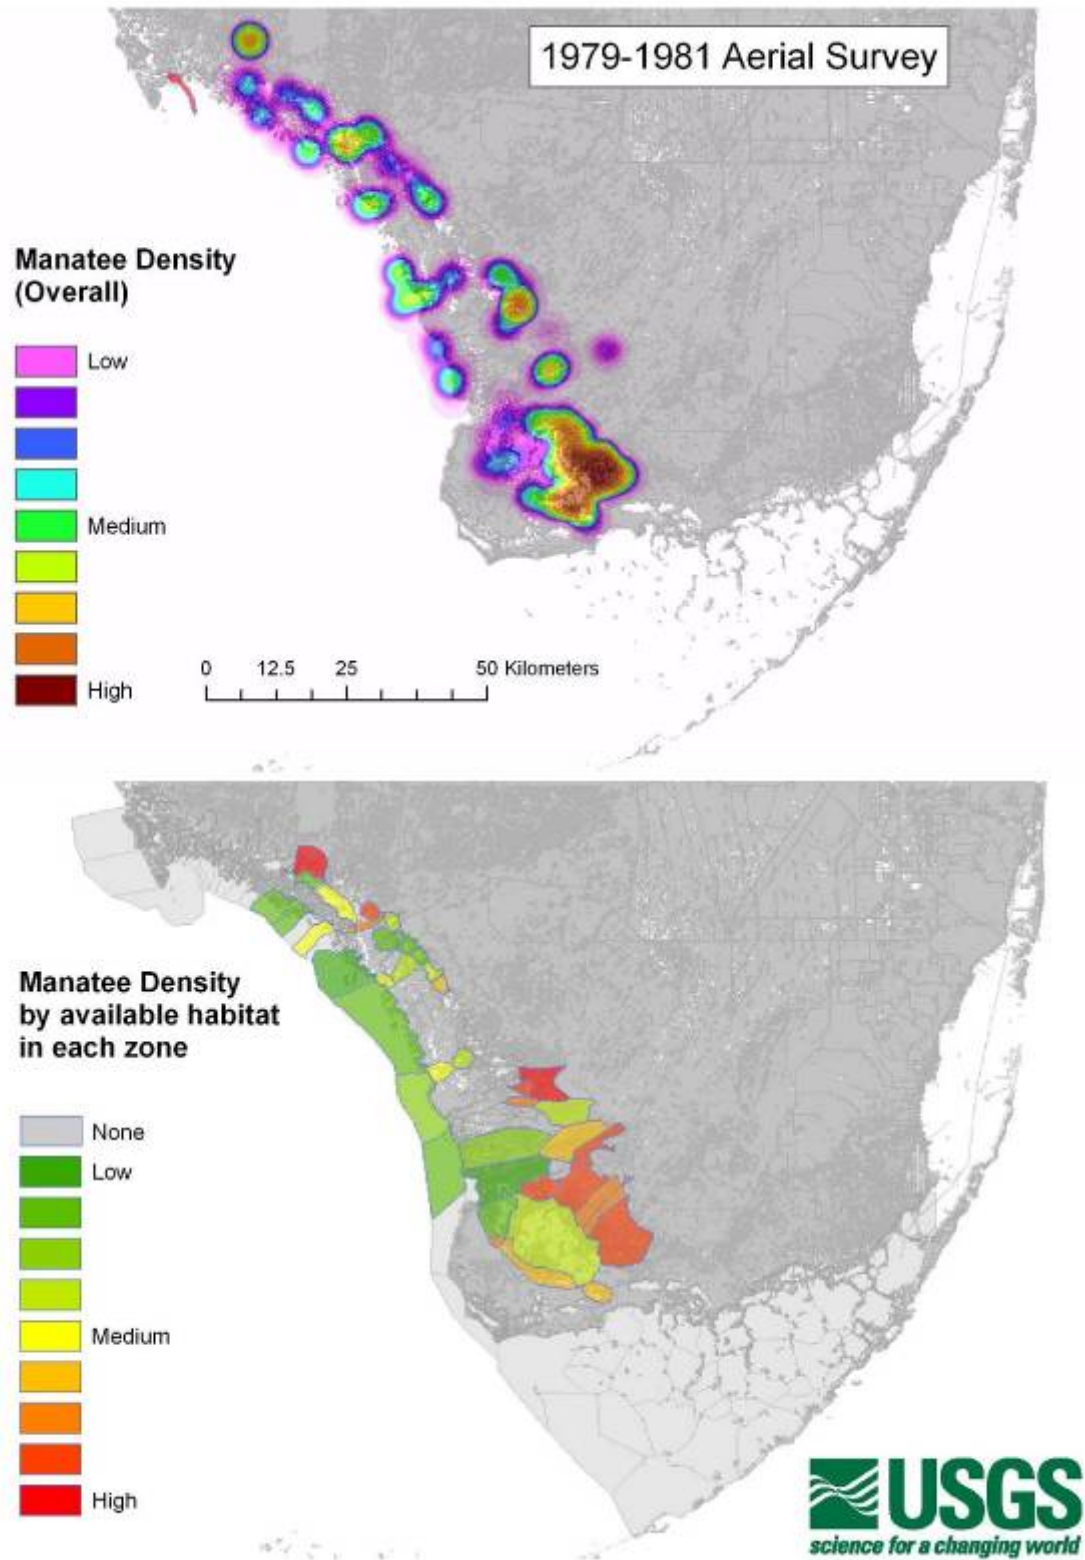 1979-1981 Aerial Survey
Manatee Density
(Overall)
Low
Medium
High
0 12.5 25 50 Kilometers
Manatee Density
by available habitat
in each zone
None
Low
Medium
High
USGS
science for a changing world